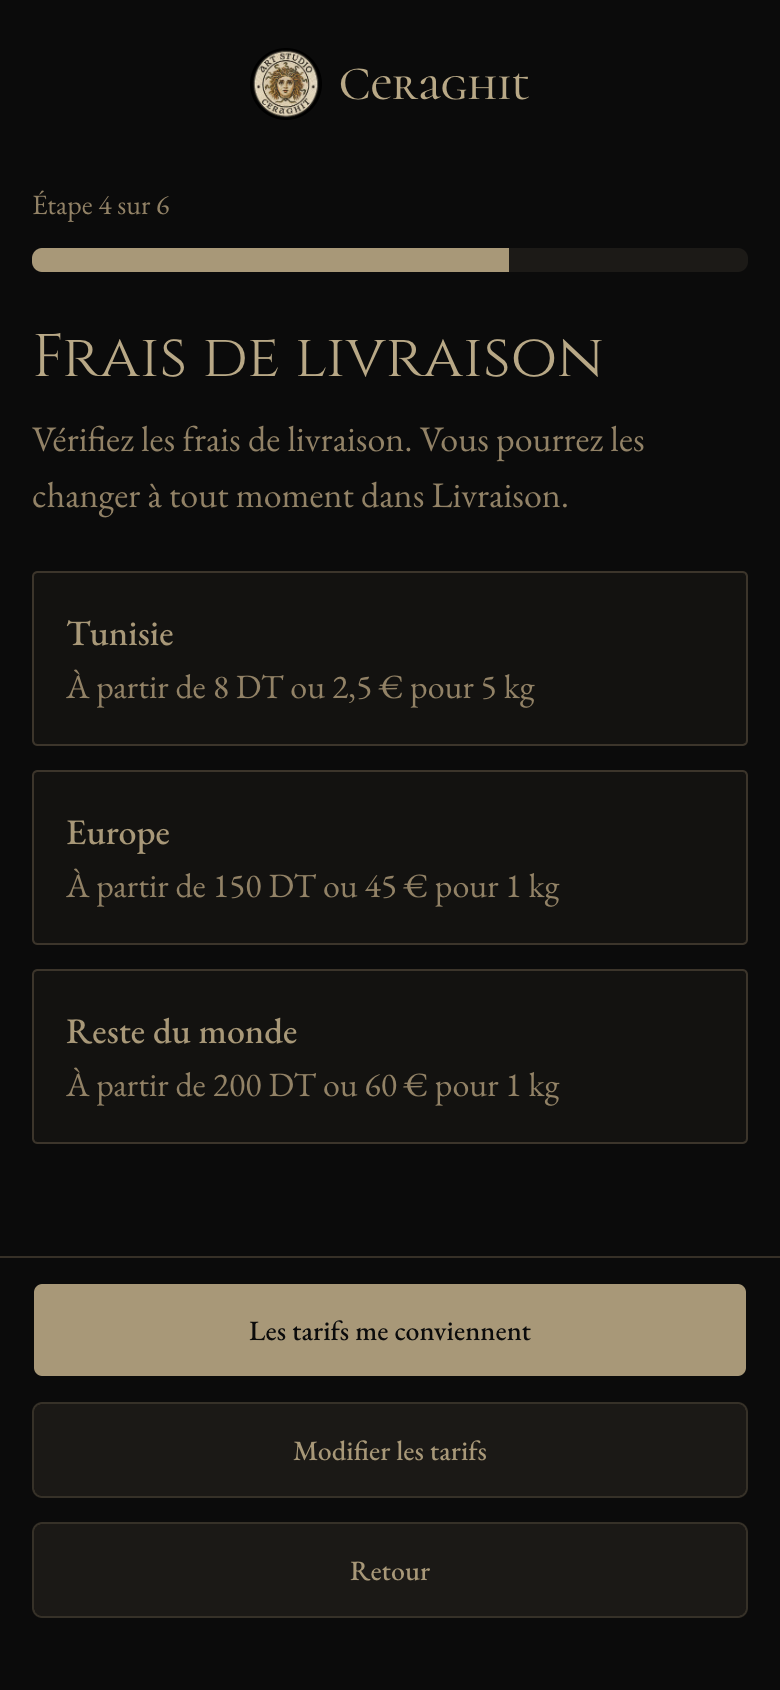 ART STUDIO
CERAGHIT
Ceraghit
Étape 4 sur 6
Frais de livraison
Vérifiez les frais de livraison. Vous pourrez les
changer à tout moment dans Livraison.
Tunisie
À partir de 8 DT ou 2,5 € pour 5 kg
Europe
À partir de 150 DT ou 45 € pour 1 kg
Reste du monde
À partir de 200 DT ou 60 € pour 1 kg
Les tarifs me conviennent
Modifier les tarifs
Retour